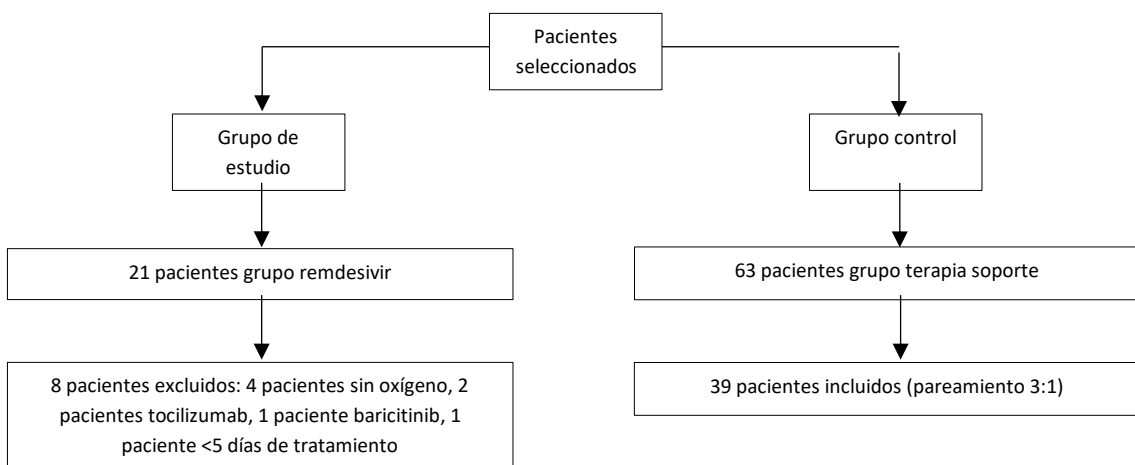 Pacientes
seleccionados
Grupo de
estudio
Grupo control
21 pacientes grupo remdesivir
63 pacientes grupo terapia soporte
8 pacientes excluidos: 4 pacientes sin oxígeno, 2
pacientes tocilizumab, 1 paciente baricitinib, 1
paciente <5 días de tratamiento
39 pacientes incluidos (pareamiento 3:1)